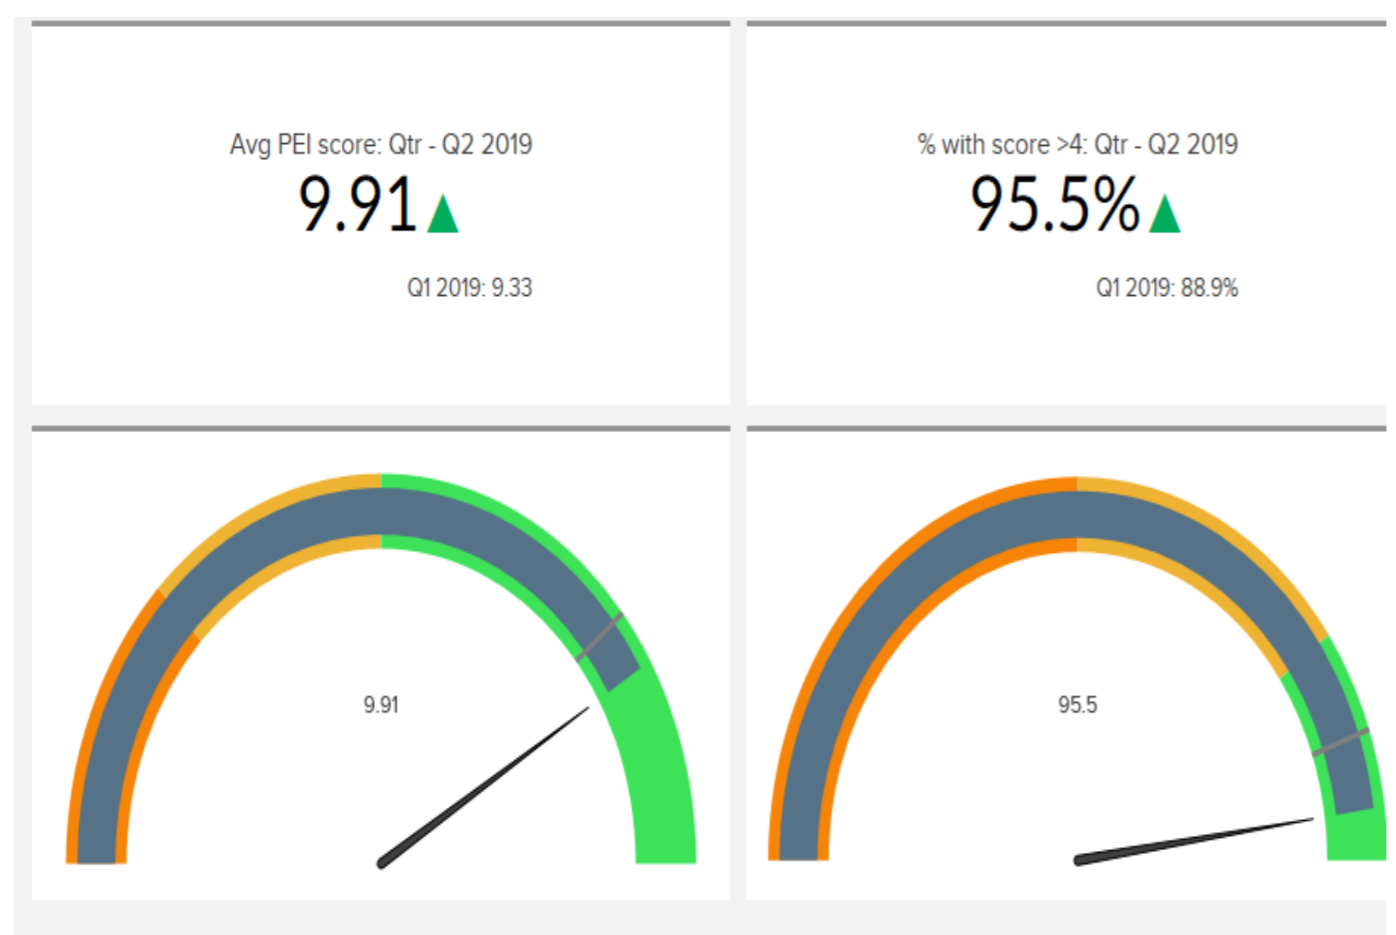 Avg PEI score: Qtr - Q2 2019
9.91
Q1 2019: 9.33
% with score >4: Qtr - Q2 2019
95.5%
Q1 2019: 88.9%
9.91
95.5